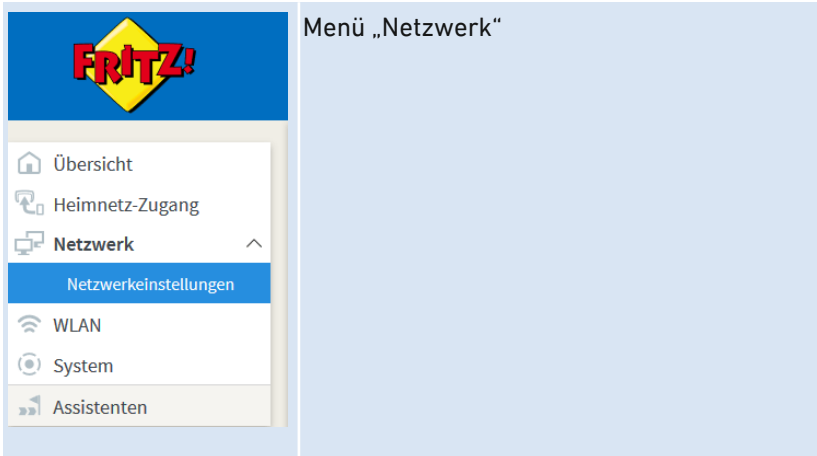 FRITZ!
Menü „Netzwerk“
Übersicht
Heimnetz-Zugang
Netzwerk
Netzwerkeinstellungen
WLAN
System
Assistenten